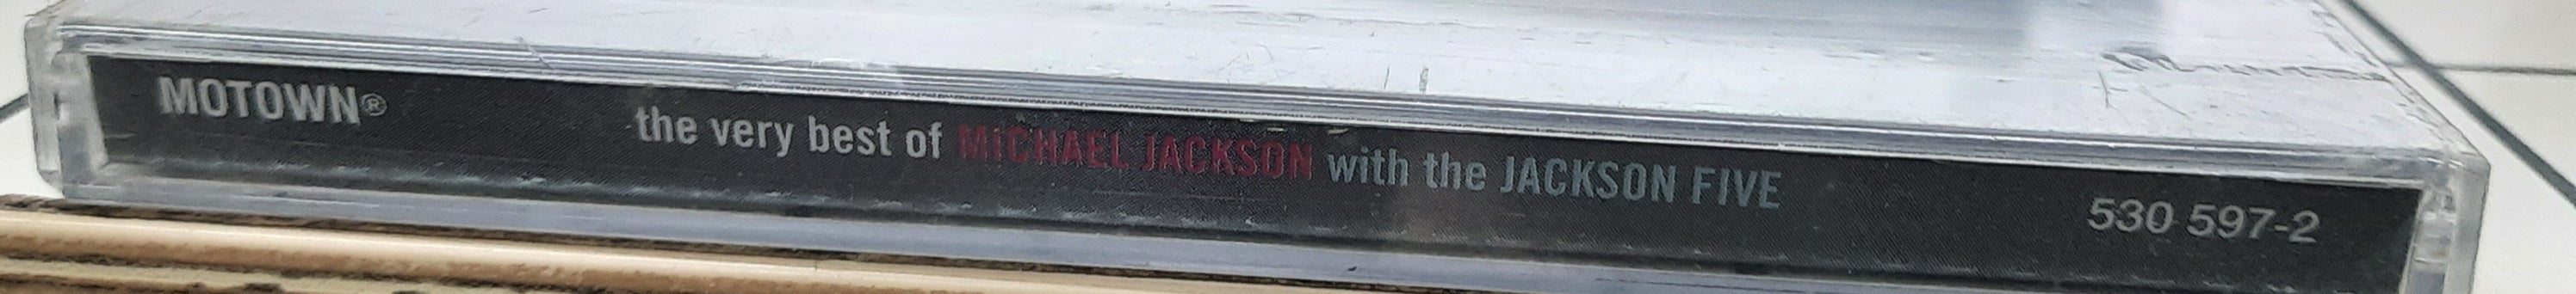 MOTOWN® the very best of MICHAEL JACKSON with the JACKSON FIVE 530 597-2